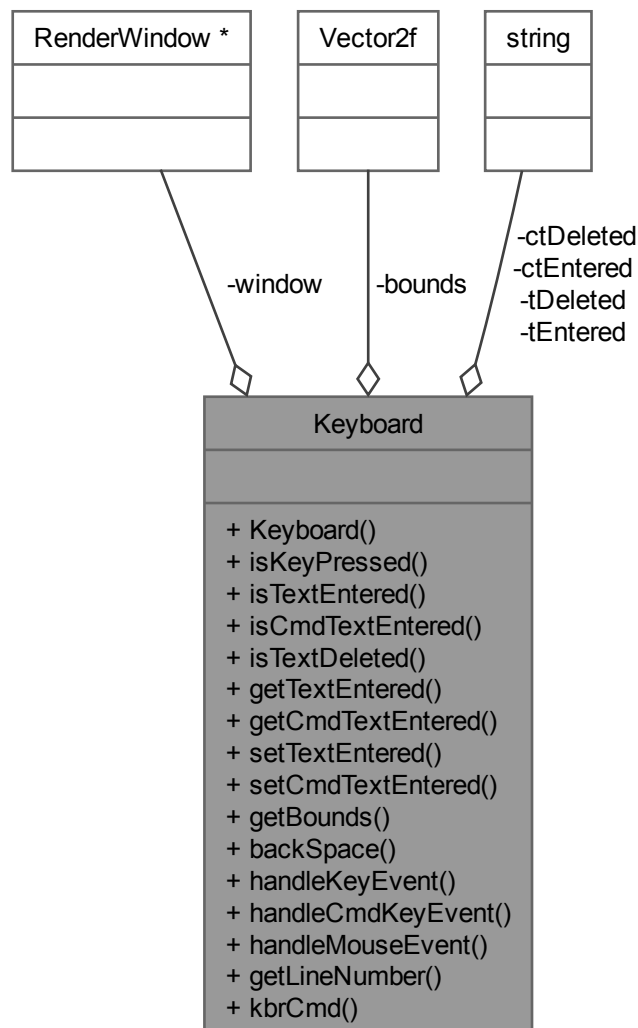 RenderWindow *
Vector2f
string
-window
-bounds
-ctDeleted
-ctEntered
-tDeleted
-tEntered
Keyboard
+ Keyboard()
+ isKeyPressed()
+ isTextEntered()
+ isCmdTextEntered()
+ isTextDeleted()
+ getTextEntered()
+ getCmdTextEntered()
+ setTextEntered()
+ setCmdTextEntered()
+ getBounds()
+ backSpace()
+ handleKeyEvent()
+ handleCmdKeyEvent()
+ handleMouseEvent()
+ getLineNumber()
+ kbrCmd()